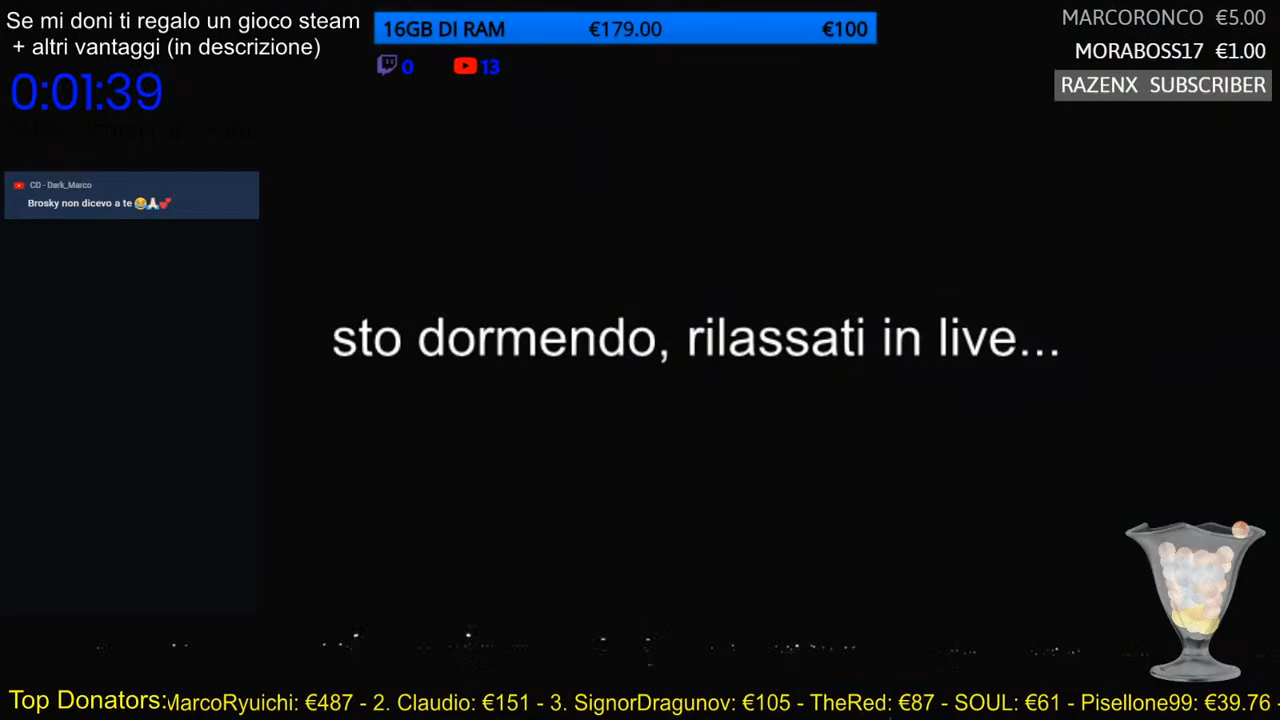 Se mi doni ti regalo un gioco steam
+ altri vantaggi (in descrizione)
0:01:39
16GB DI RAM €179.00 €100
0 13
MARCORONCO €5.00
MORABOSS17 €1.00
RAZENX SUBSCRIBER
CD - Dark_Marco
Brosky non dicevo a te 😂🙏🏻💕
sto dormendo, rilassati in live...
Top Donators: MarcoRyuichi: €487 - 2. Claudio: €151 - 3. SignorDragunov: €105 - TheRed: €87 - SOUL: €61 - Pisellone99: €39.76 -